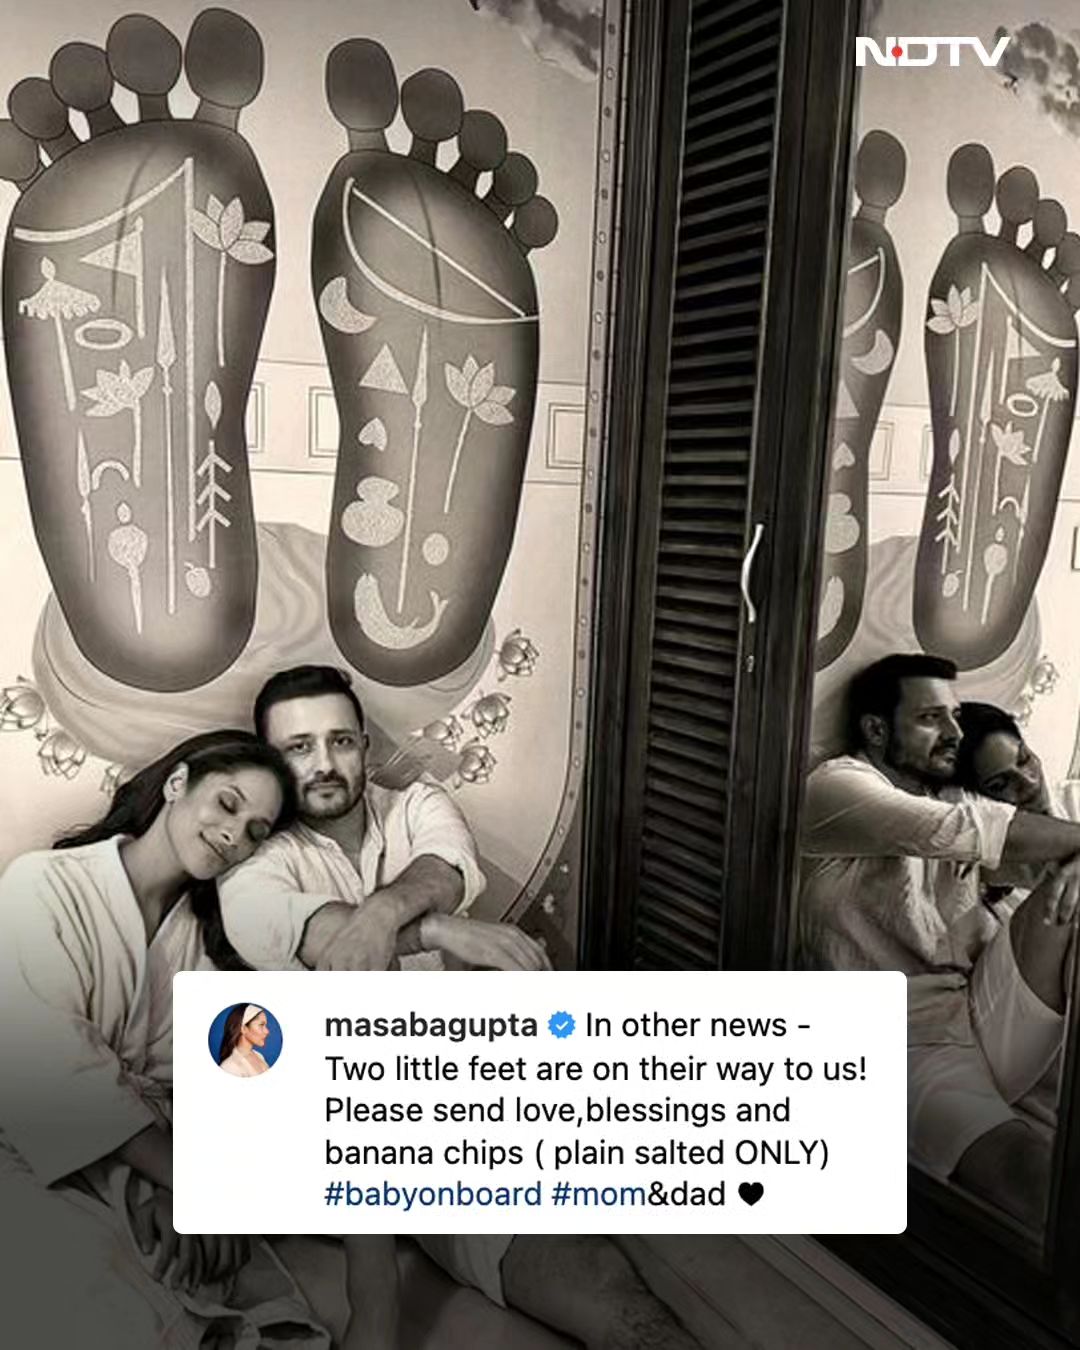 NDTV
masabagupta In other news -
Two little feet are on their way to us!
Please send love,blessings and
banana chips ( plain salted ONLY)
#babyonboard #mom&dad 🖤